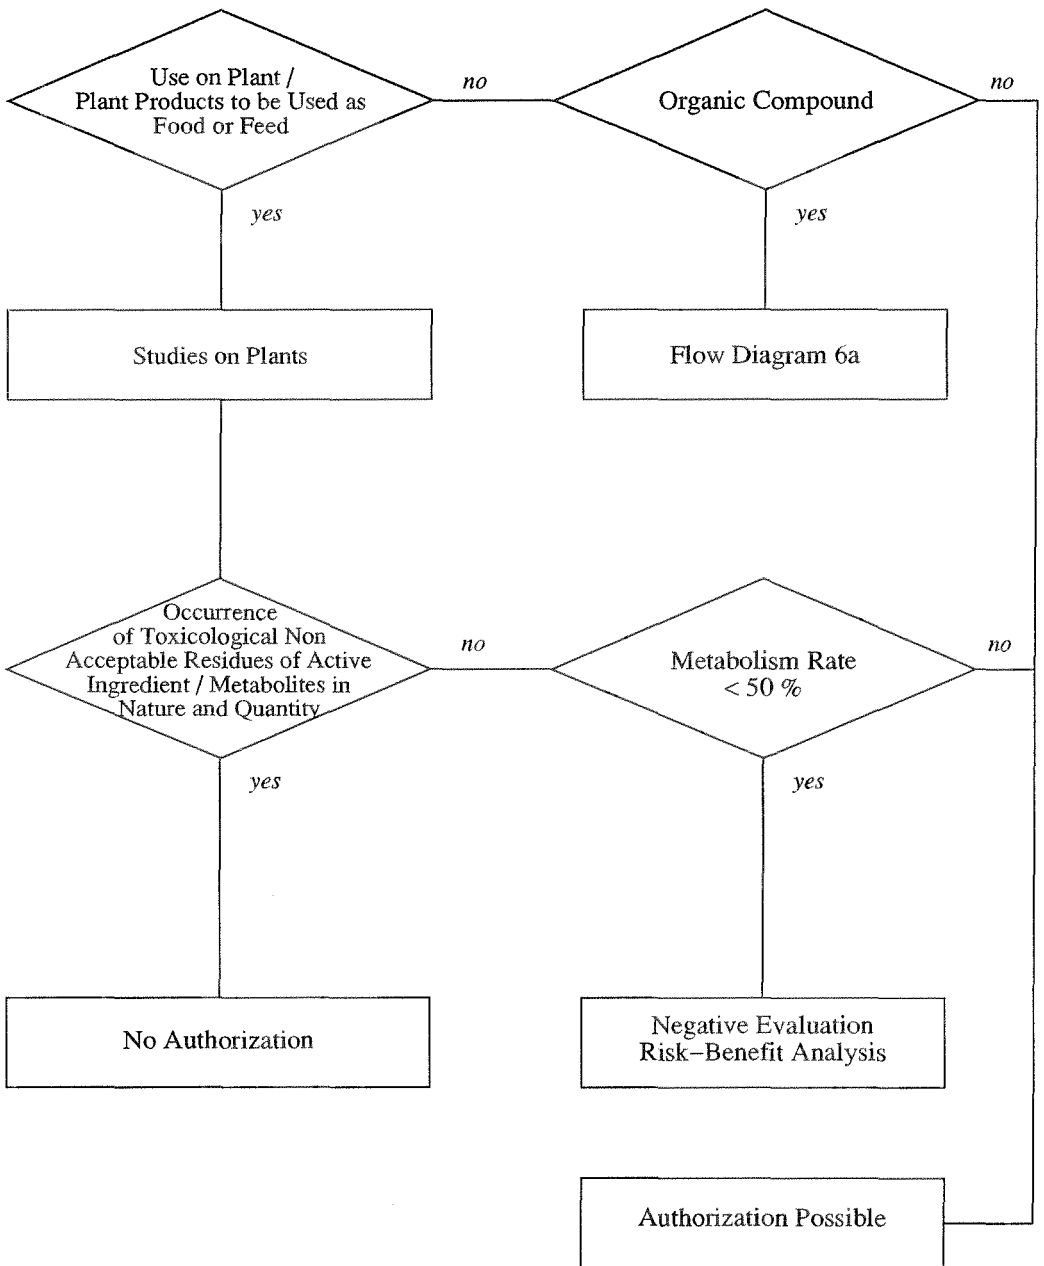 Use on Plant /
Plant Products to be Used as
Food or Feed
no
Organic Compound
no
yes
yes
Studies on Plants
Flow Diagram 6a
Occurrence
of Toxicological Non
Acceptable Residues of Active
Ingredient / Metabolites in
Nature and Quantity
no
Metabolism Rate
< 50 %
no
yes
yes
No Authorization
Negative Evaluation
Risk–Benefit Analysis
Authorization Possible